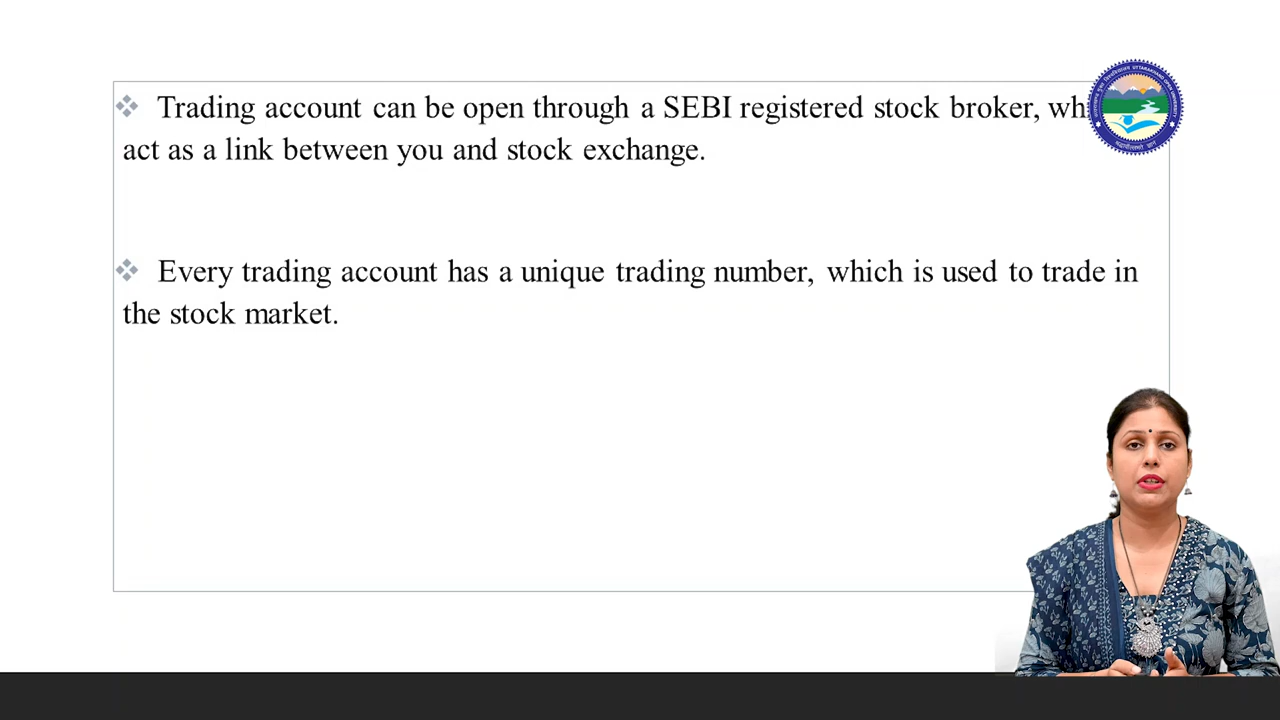 Trading account can be open through a SEBI registered stock broker,
act as a link between you and stock exchange.
Every trading account has a unique trading number, which is used to trade in
the stock market.